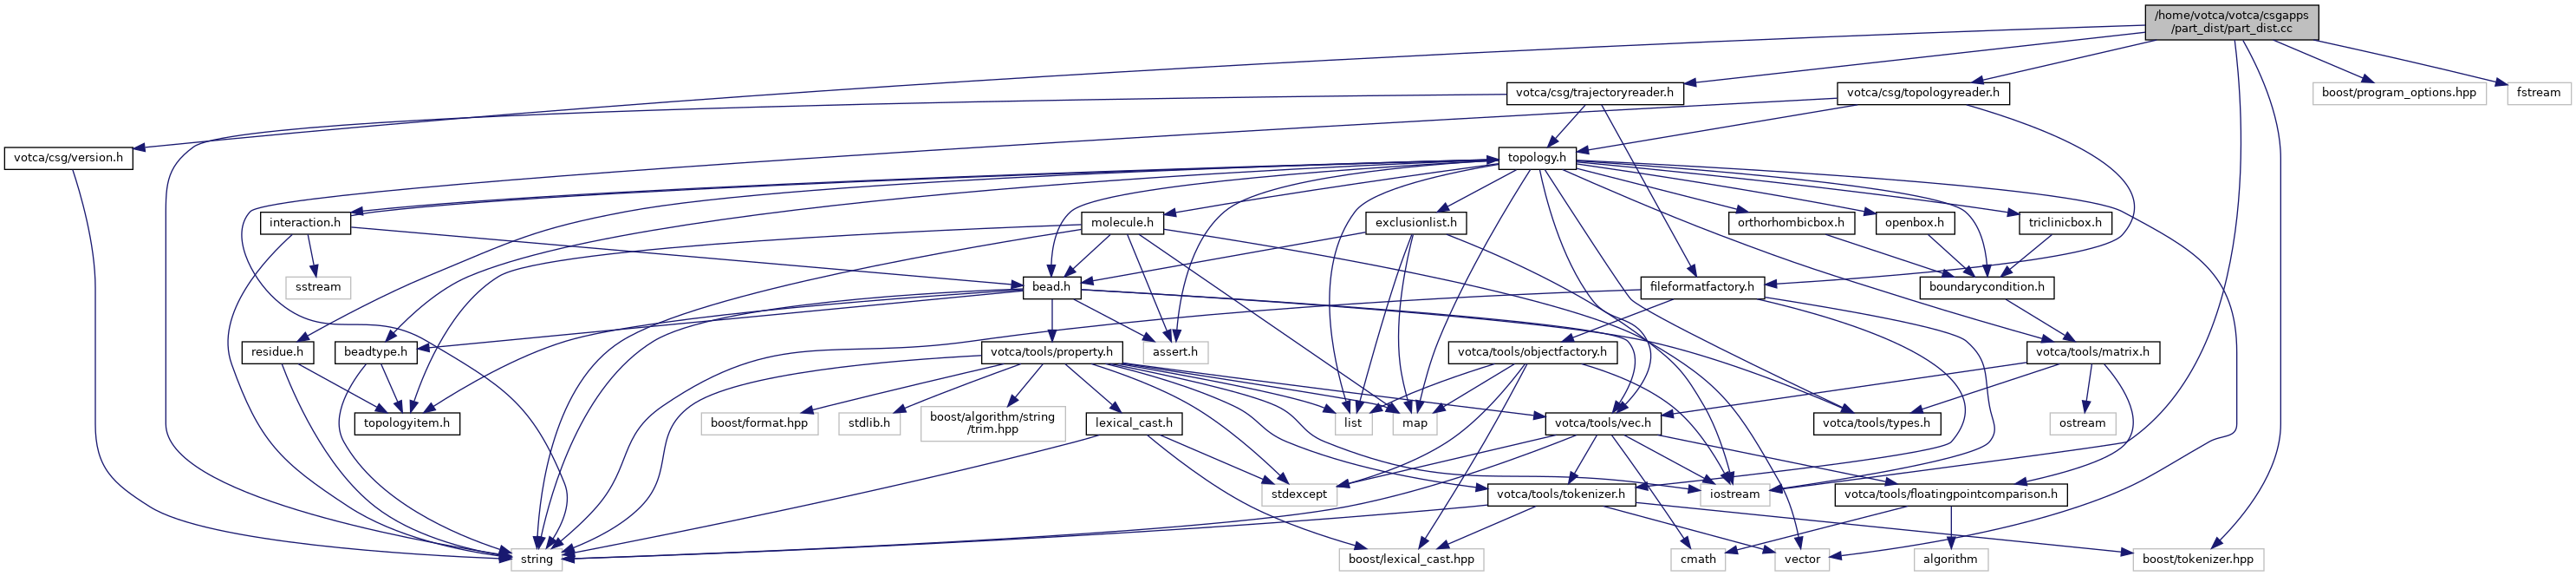 /home/votca/votca/csgapps
/part_dist/part_dist.cc
votca/csg/trajectoryreader.h
votca/csg/topologyreader.h
boost/program_options.hpp
fstream
votca/csg/version.h
topology.h
interaction.h
molecule.h
exclusionlist.h
orthorhombicbox.h
openbox.h
triclinicbox.h
sstream
bead.h
fileformatfactory.h
boundarycondition.h
residue.h
beadtype.h
votca/tools/property.h
assert.h
votca/tools/objectfactory.h
votca/tools/matrix.h
topologyitem.h
boost/format.hpp
stdlib.h
boost/algorithm/string
/trim.hpp
lexical_cast.h
list
map
votca/tools/vec.h
votca/tools/types.h
ostream
stdexcept
votca/tools/tokenizer.h
iostream
votca/tools/floatingpointcomparison.h
string
boost/lexical_cast.hpp
cmath
vector
algorithm
boost/tokenizer.hpp